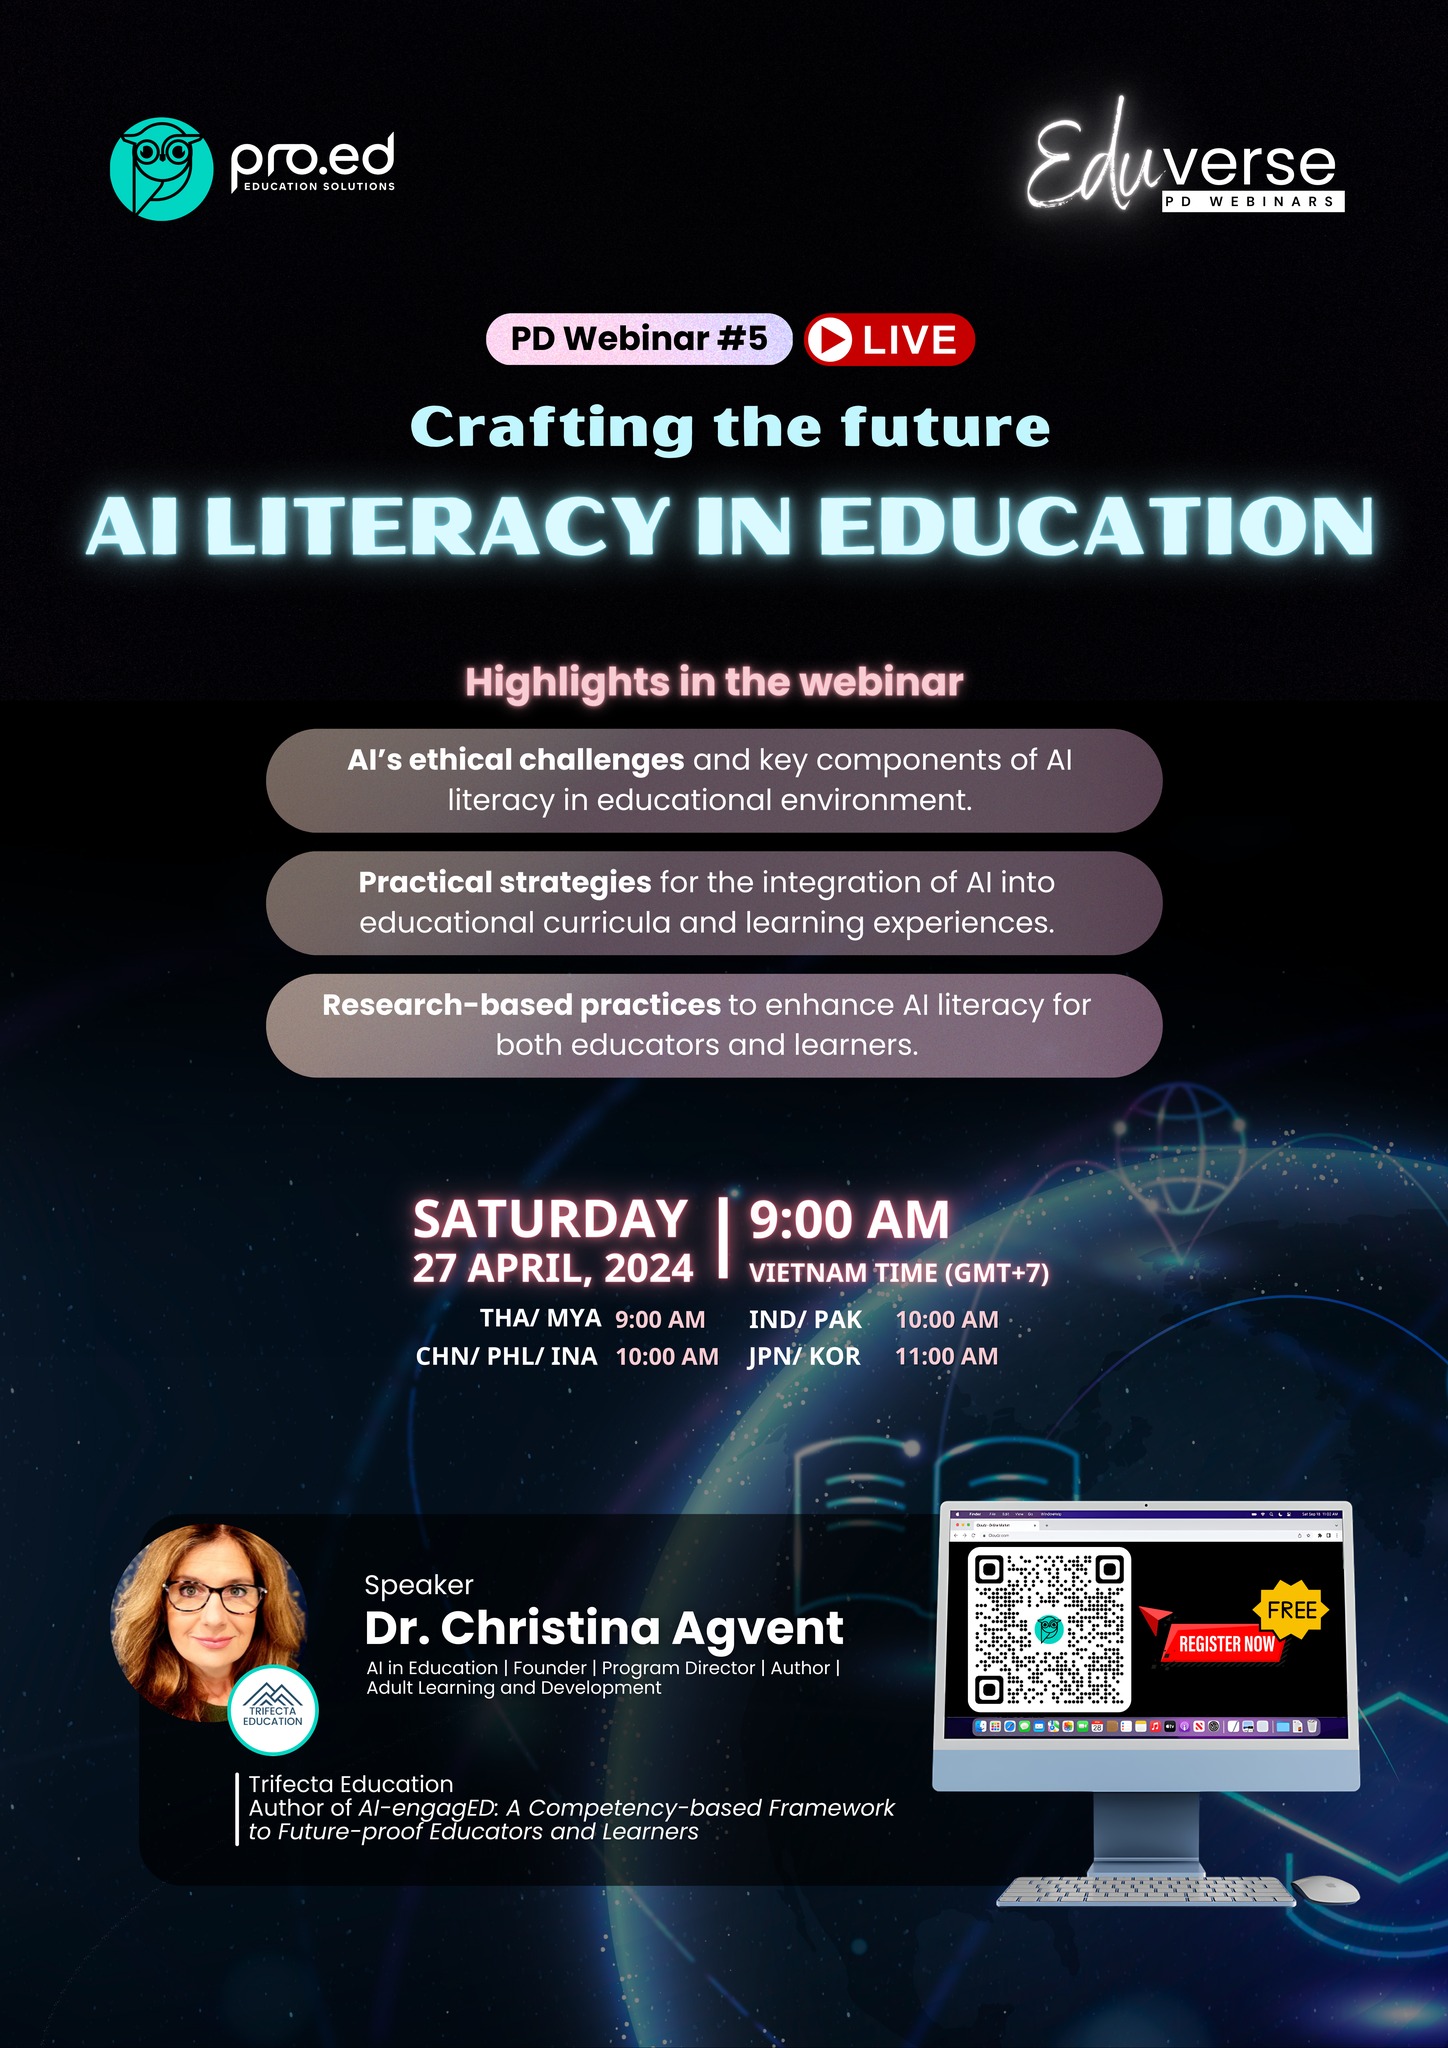 pro.ed
EDUCATION SOLUTIONS
Eduverse
PD WEBINARS
PD Webinar #5
LIVE
Crafting the future
AI LITERACY IN EDUCATION
Highlights in the webinar
AI’s ethical challenges and key components of AI
literacy in educational environment.
Practical strategies for the integration of AI into
educational curricula and learning experiences.
Research-based practices to enhance AI literacy for
both educators and learners.
SATURDAY
27 APRIL, 2024
9:00 AM
VIETNAM TIME (GMT+7)
THA/ MYA 9:00 AM IND/ PAK 10:00 AM
CHN/ PHL/ INA 10:00 AM JPN/ KOR 11:00 AM
Speaker
Dr. Christina Agvent
AI in Education | Founder | Program Director | Author |
Adult Learning and Development
TRIFECTA
EDUCATION
Trifecta Education
Author of AI-engagED: A Competency-based Framework
to Future-proof Educators and Learners
FREE
REGISTER NOW